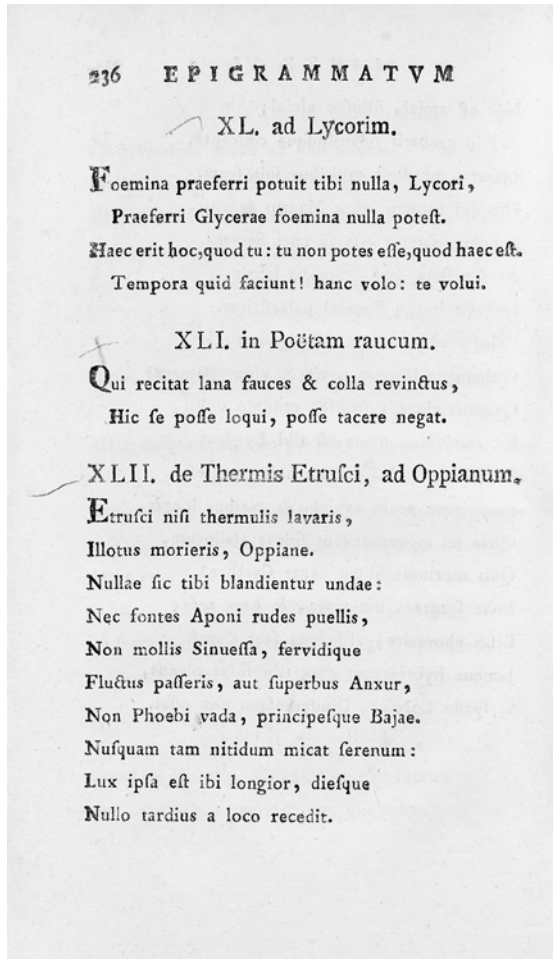 236 EPIGRAMMATVM
XL. ad Lycorim.
Foemina praeferri potuit tibi nulla, Lycori,
Praeferri Glycerae foemina nulla poteſt.
Haec erit hoc, quod tu: tu non potes eſſe, quod haec eſt.
Tempora quid faciunt! hanc volo: te volui.
XLI. in Poëtam raucum.
Qui recitat lana fauces & colla revinctus,
Hic ſe poſſe loqui, poſſe tacere negat.
XLII. de Thermis Etruſci, ad Oppianum.
Etruſci niſi thermulis lavaris,
Illotus morieris, Oppiane.
Nullae ſic tibi blandientur undae:
Nec fontes Aponi rudes puellis,
Non mollis Sinueſſa, fervidique
Fluctus paſſeris, aut ſuperbus Anxur,
Non Phoebi vada, principeſque Bajae.
Nuſquam tam nitidum micat ſerenum:
Lux ipſa eſt ibi longior, dieſque
Nullo tardius a loco recedit.